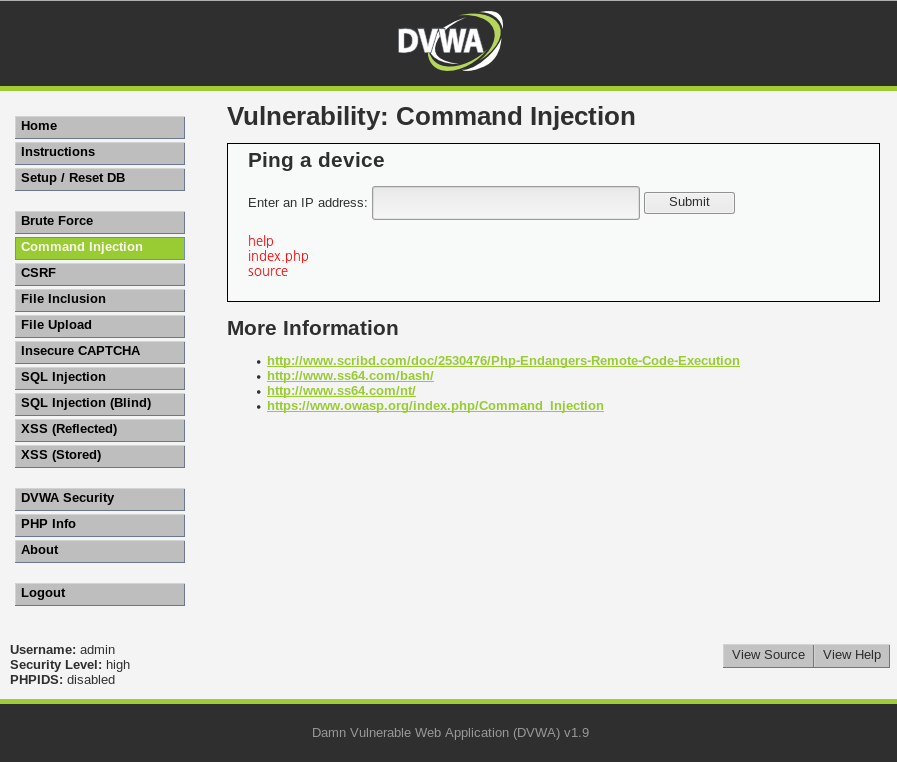 DVWA
Vulnerability: Command Injection
Home
Instructions
Setup / Reset DB
Brute Force
Command Injection
CSRF
File Inclusion
File Upload
Insecure CAPTCHA
SQL Injection
SQL Injection (Blind)
XSS (Reflected)
XSS (Stored)
DVWA Security
PHP Info
About
Logout
Ping a device
Enter an IP address:
Submit
help
index.php
source
More Information
http://www.scribd.com/doc/2530476/Php-Endangers-Remote-Code-Execution
http://www.ss64.com/bash/
http://www.ss64.com/nt/
https://www.owasp.org/index.php/Command_Injection
Username: admin
Security Level: high
PHPIDS: disabled
View Source
View Help
Damn Vulnerable Web Application (DVWA) v1.9